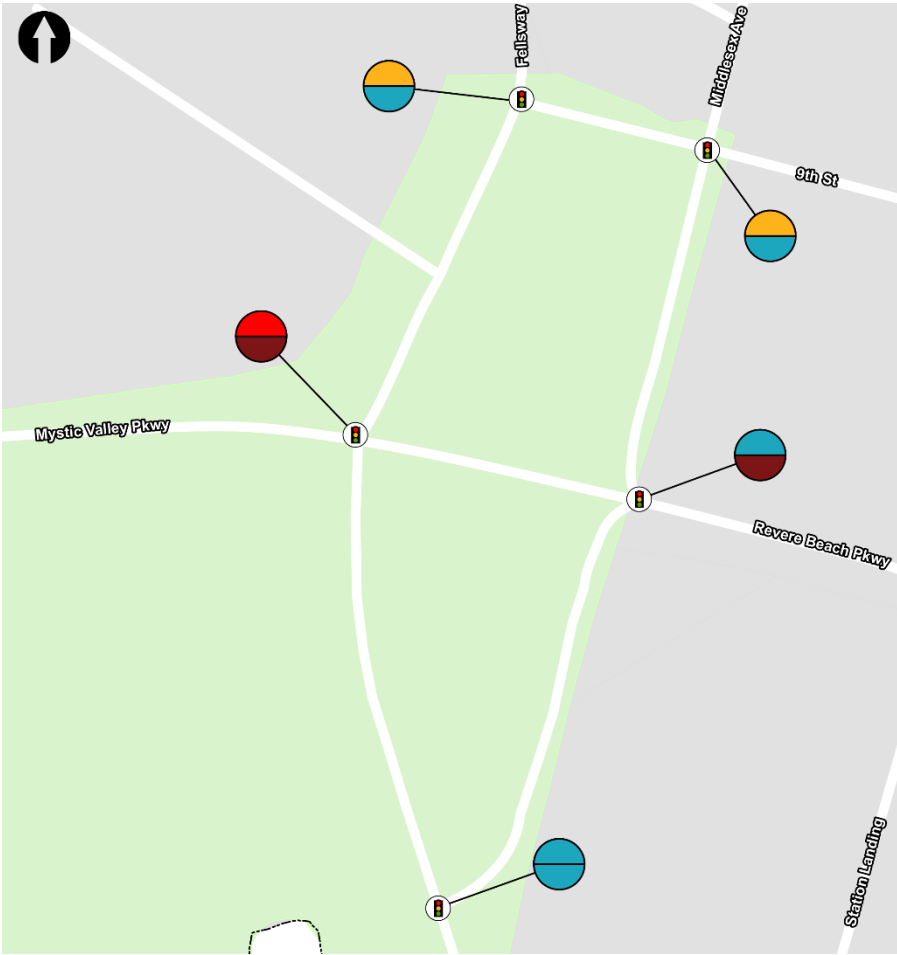 Fellsway
Middlesex Ave
9th St
Mystic Valley Pkwy
Revere Beach Pkwy
Station Landing